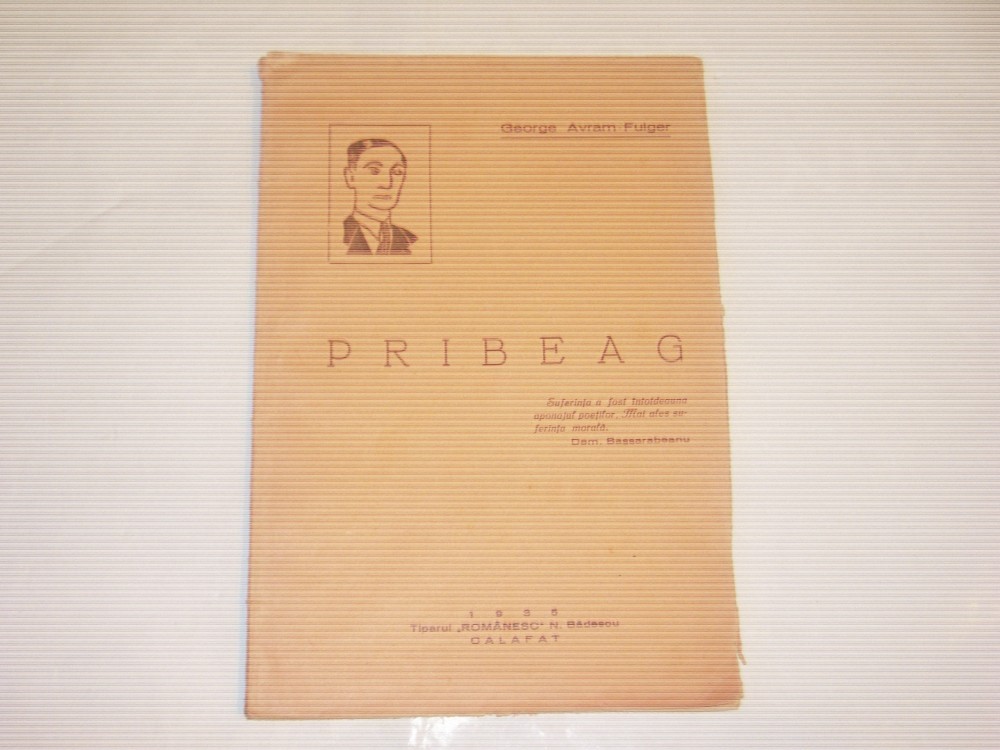 George Avram-Fulger
PRIBEAG
Suferința a fost totdeauna
apanajul poeților, Mai ales su-
ferința morală.
Dem. Bassarabeanu
1935
Tiparul „ROMÂNESC" N. Bădescu
CALAFAT